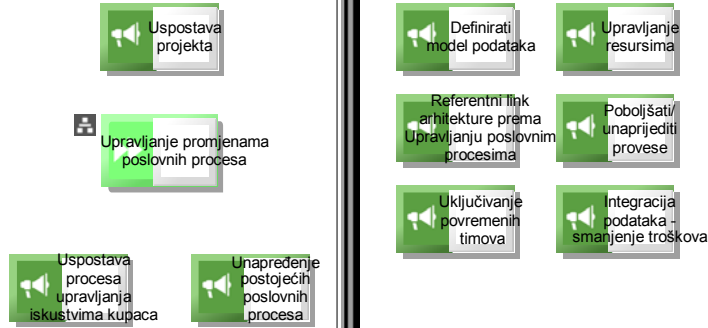 Uspostava
projekta
Upravljanje promjenama
poslovnih procesa
Uspostava
procesa
upravljanja
iskustvima kupaca
Unapređenje
postojećih
poslovnih
procesa
Definirati
model podataka
Upravljanje
resursima
Referentni link
arhitekture prema
Upravljanju poslovnim
procesima
Poboljšati/
unaprijediti
provese
Uključivanje
povremenih
timova
Integracija
podataka -
smanjenje troškova